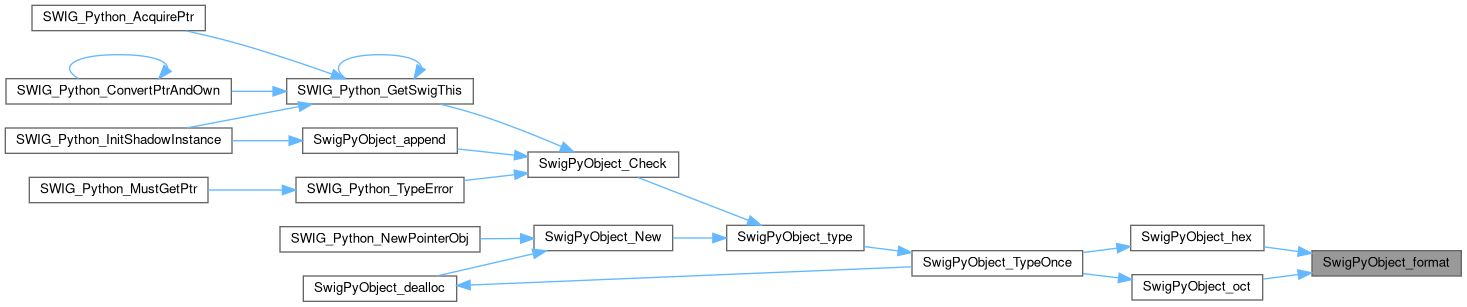 SWIG_Python_AcquirePtr
SWIG_Python_ConvertPtrAndOwn
SWIG_Python_GetSwigThis
SWIG_Python_InitShadowInstance
SwigPyObject_append
SwigPyObject_Check
SWIG_Python_MustGetPtr
SWIG_Python_TypeError
SWIG_Python_NewPointerObj
SwigPyObject_New
SwigPyObject_type
SwigPyObject_hex
SwigPyObject_TypeOnce
SwigPyObject_format
SwigPyObject_dealloc
SwigPyObject_oct